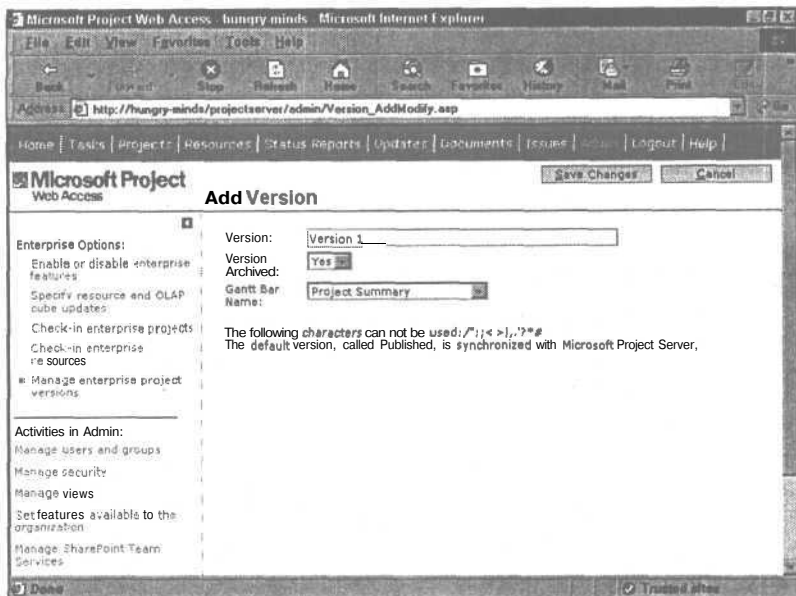 Microsoft Project Web Access - hungry minds - Microsoft Internet Explorer
File Edit View Favorites Tools Help
Back Forward Stop Refresh Home Search Favorites History Mail Print Edit
Address http://hungry-minds/projectserver/admin/Version_AddModify.asp Go
Home | Tasks | Projects | Resources | Status Reports | Updates | Documents | Issues | Admin | Logout | Help |
Microsoft Project
Web Access
Save Changes Cancel
Add Version
Enterprise Options:
Enable or disable enterprise
features
Specify resource and OLAP
cube updates
Check-in enterprise projects
Check-in enterprise
resources
Manage enterprise project
versions
Activities in Admin:
Manage users and groups
Manage security
Manage views
Set features available to the
organization
Manage SharePoint Team
Services
Version: Version 1
Version
Archived: Yes
Gantt Bar
Name: Project Summary
The following characters can not be used:/";;< >|,.'?*#
The default version, called Published, is synchronized with Microsoft Project Server,
Done Trusted sites